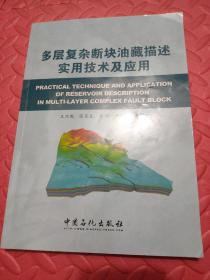 多层复杂断块油藏描述
实用技术及应用
PRACTICAL TECHNIQUE AND APPLICATION
OF RESERVOIR DESCRIPTION
IN MULTI-LAYER COMPLEX FAULT BLOCK
中国石化出版社